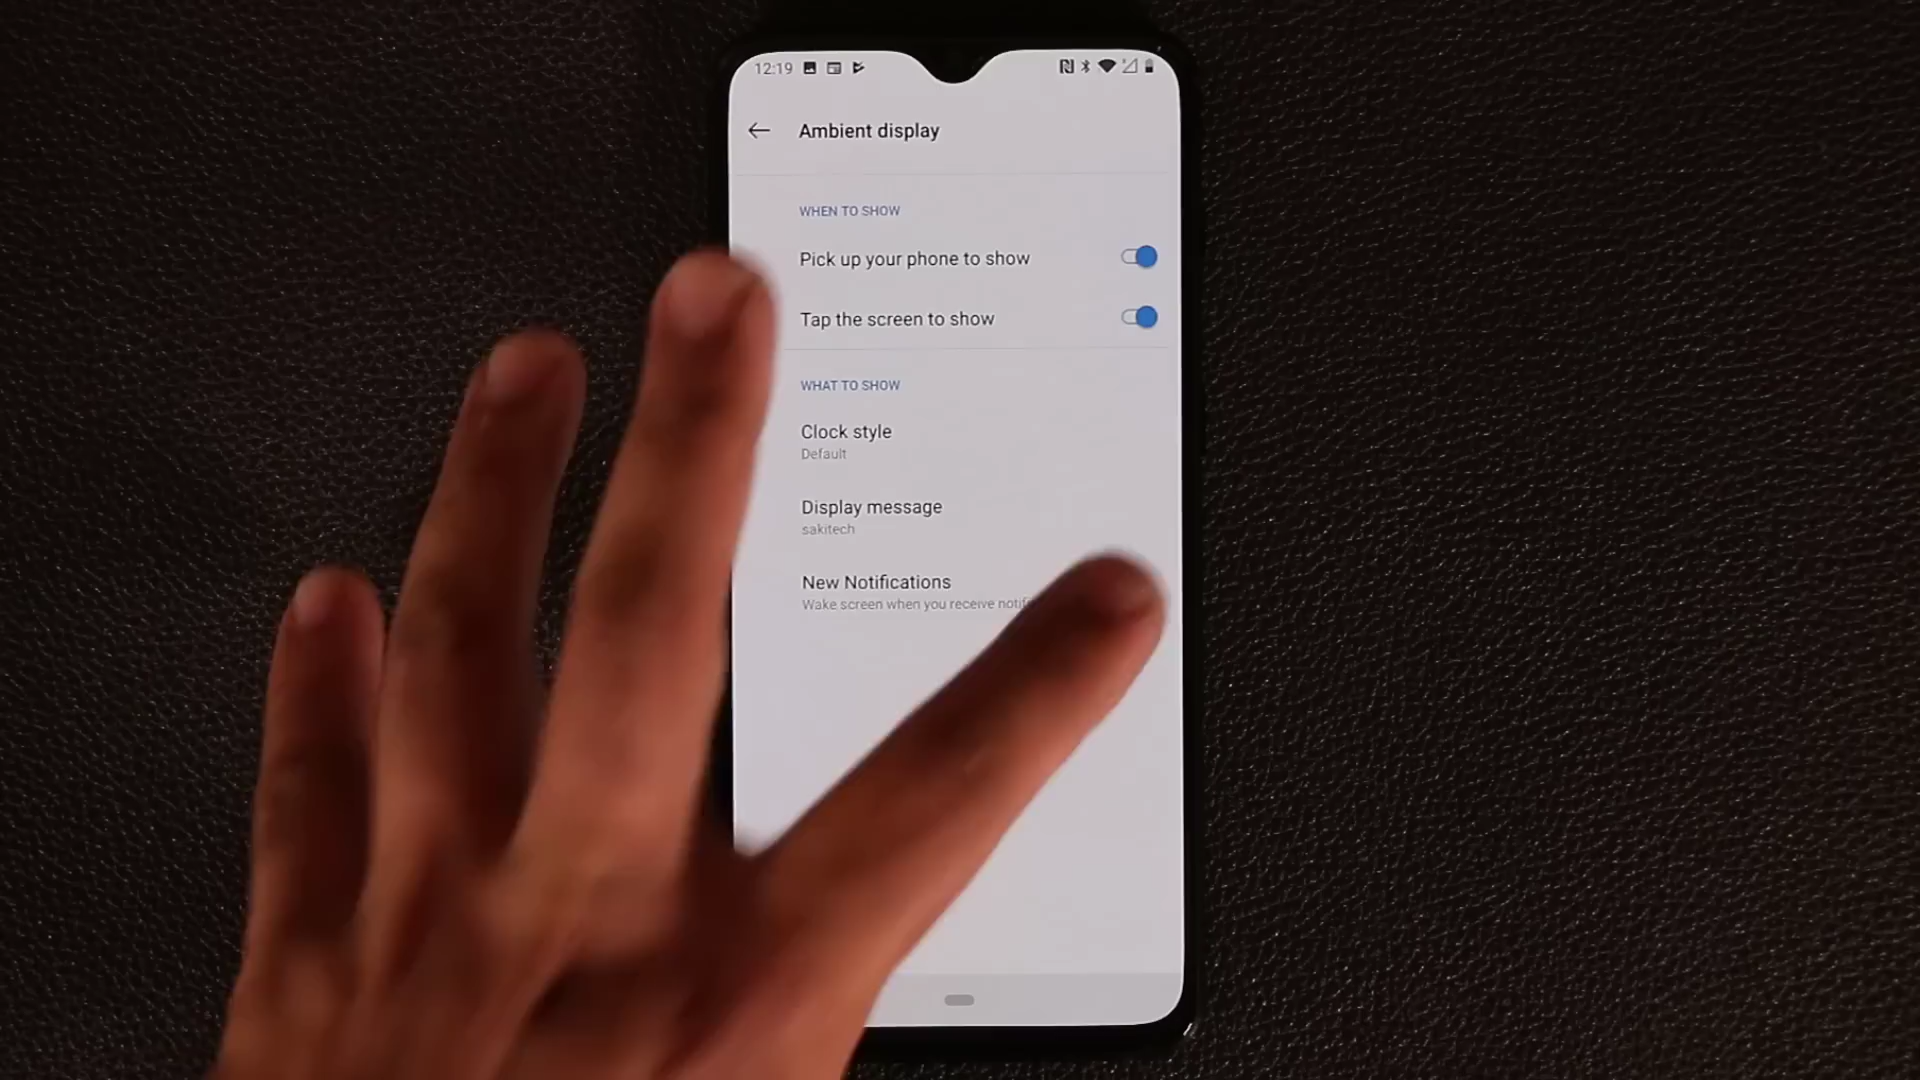 12:19
Ambient display
WHEN TO SHOW
Pick up your phone to show
Tap the screen to show
WHAT TO SHOW
Clock style
Default
Display message
sakitech
New Notifications
Wake screen when you receive